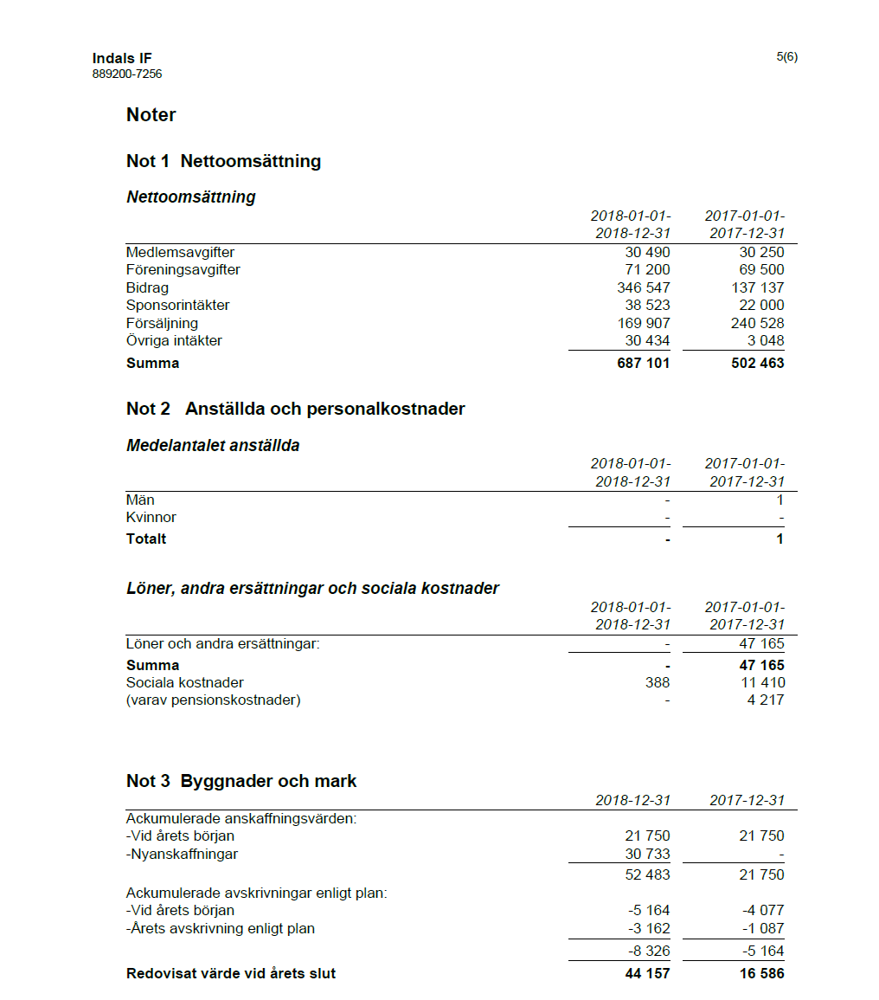 Indals IF 5(6)
889200-7256
Noter
Not 1 Nettoomsättning
Nettoomsättning
2018-01-01- 2017-01-01-
2018-12-31 2017-12-31
Medlemsavgifter 30 490 30 250
Föreningsavgifter 71 200 69 500
Bidrag 346 547 137 137
Sponsorintäkter 38 523 22 000
Försäljning 169 907 240 528
Övriga intäkter 30 434 3 048
Summa 687 101 502 463
Not 2 Anställda och personalkostnader
Medelantalet anställda
2018-01-01- 2017-01-01-
2018-12-31 2017-12-31
Män - 1
Kvinnor - -
Totalt - 1
Löner, andra ersättningar och sociala kostnader
2018-01-01- 2017-01-01-
2018-12-31 2017-12-31
Löner och andra ersättningar: - 47 165
Summa - 47 165
Sociala kostnader 388 11 410
(varav pensionskostnader) - 4 217
Not 3 Byggnader och mark
2018-12-31 2017-12-31
Ackumulerade anskaffningsvärden:
-Vid årets början 21 750 21 750
-Nyanskaffningar 30 733 -
52 483 21 750
Ackumulerade avskrivningar enligt plan:
-Vid årets början -5 164 -4 077
-Årets avskrivning enligt plan -3 162 -1 087
-8 326 -5 164
Redovisat värde vid årets slut 44 157 16 586